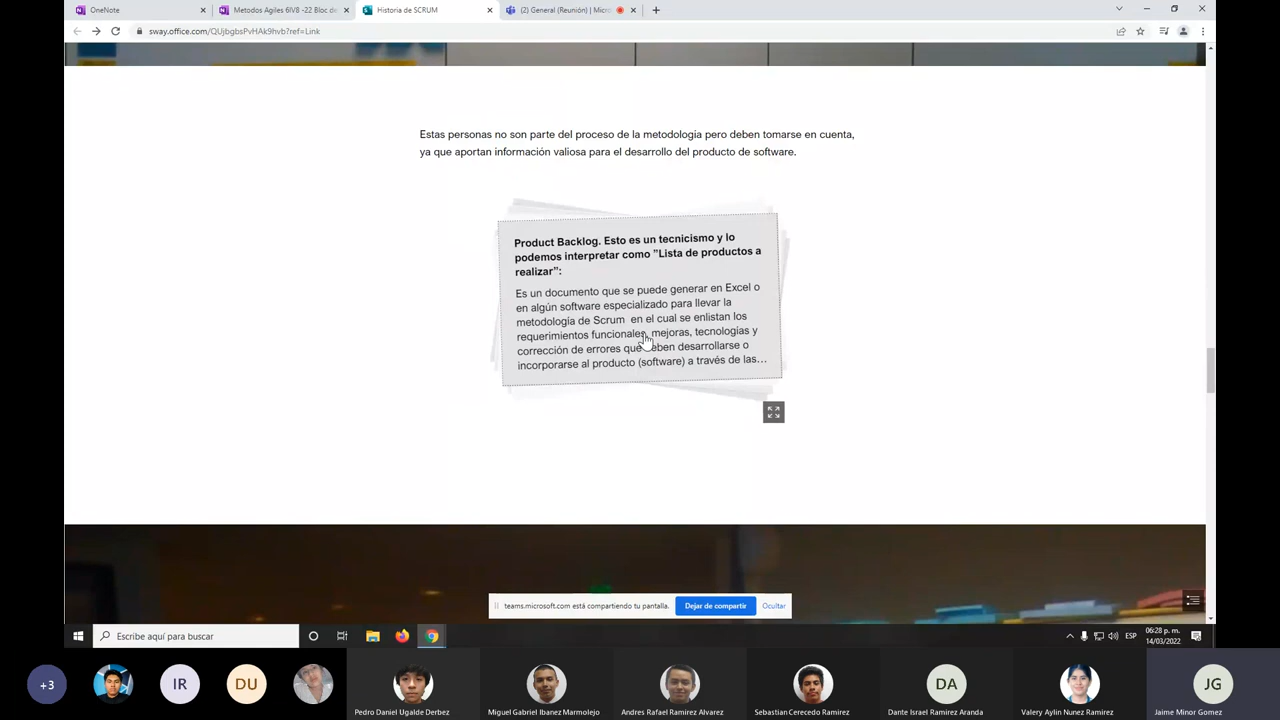 OneNote
Metodos Agiles 6IV8 -22 Bloc de
Historia de SCRUM
(2) General (Reunión) | Micros
sway.office.com/QUjbgbsPvHAk9hvb?ref=Link
Estas personas no son parte del proceso de la metodología pero deben tomarse en cuenta,
ya que aportan información valiosa para el desarrollo del producto de software.
Product Backlog. Esto es un tecnicismo y lo
podemos interpretar como "Lista de productos a
realizar":
Es un documento que se puede generar en Excel o
en algún software especializado para llevar la
metodología de Scrum en el cual se enlistan los
requerimientos funcionales, mejoras, tecnologías y
corrección de errores que deben desarrollarse o
incorporarse al producto (software) a través de las...
teams.microsoft.com está compartiendo tu pantalla.
Dejar de compartir
Ocultar
Escribe aquí para buscar
ESP
06:28 p. m.
14/03/2022
+3
IR
DU
DA
JG
Pedro Daniel Ugalde Derbez
Miguel Gabriel Ibanez Marmolejo
Andres Rafael Ramirez Alvarez
Sebastian Cerecedo Ramirez
Dante Israel Ramirez Aranda
Valery Aylin Nunez Ramirez
Jaime Minor Gomez